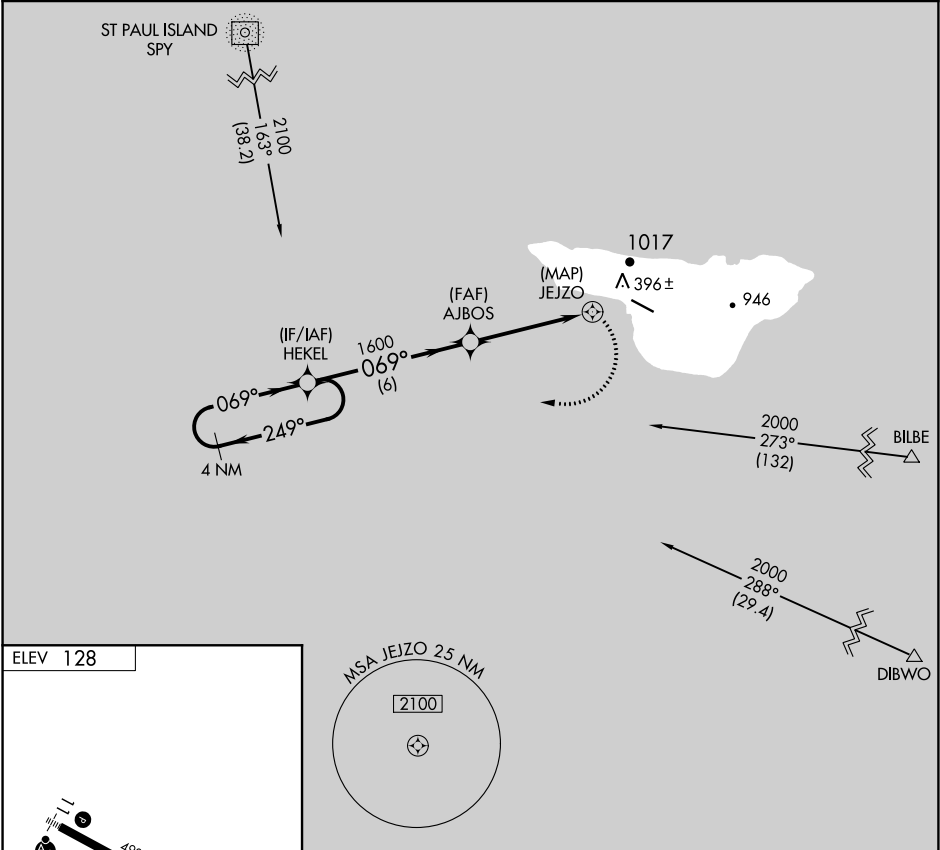 ST PAUL ISLAND
SPY
2100
163°
(38.2)
1017
396±
946
(MAP)
JEJZO
(FAF)
AJBOS
(IF/IAF)
HEKEL
1600
069°
(6)
069°
249°
4 NM
2000
273°
(132)
BILBE
2000
288°
(29.4)
DIBWO
ELEV 128
MSA JEJZO 25 NM
2100
11
P